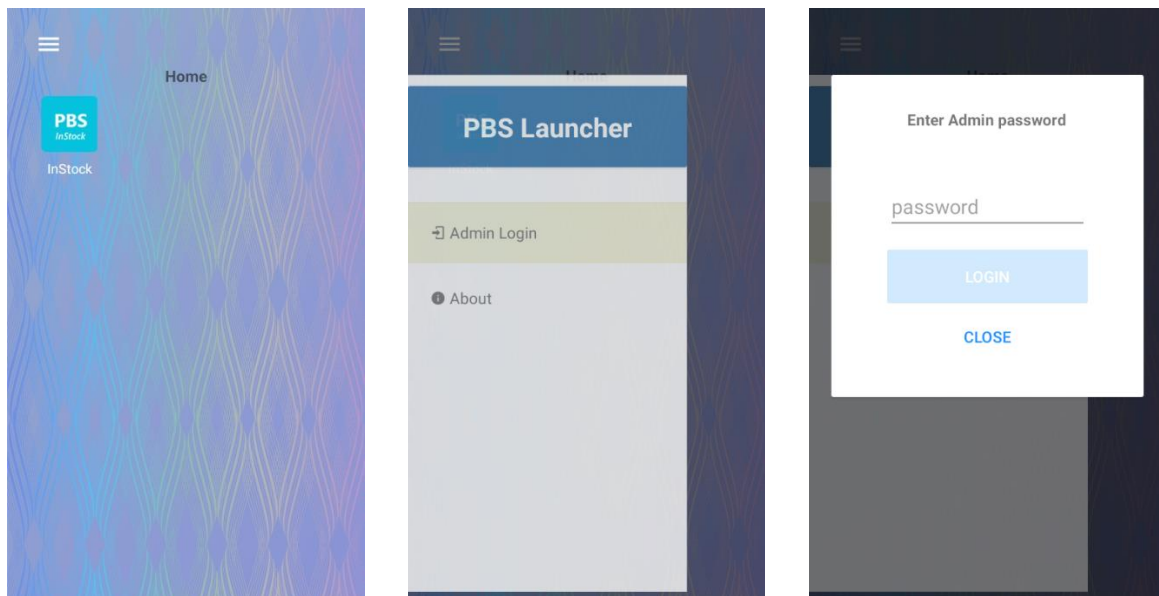 Home
PBS
InStock
InStock
PBS Launcher
Admin Login
About
Enter Admin password
password
LOGIN
CLOSE